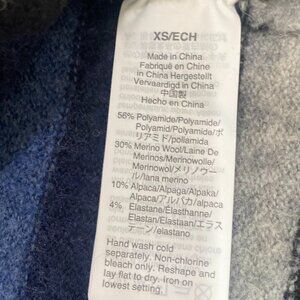 XS/ECH
Made in China
Fabriqué en Chine
in China Hergestellt
Vervaardigd in China
中国製
Hecho en China
56% Polyamide/Polyamide/
Polyamid/Polyamide/ポ
リアミド/poliamida
30% Merino Wool/Laine
Merinos/Merinowolle/
Merinowol/メリノウー
ル/lana merino
10% Alpaca/Alpaga/Alpaka/
Alpaca/アルパカ/alpaca
4% Elastane/Élasthanne/
Elastan/Elastaan/エラス
テーン/elastano
Hand wash cold
separately. Non-chlorine
bleach only. Reshape and
lay flat to dry. Iron on
lowest setting.